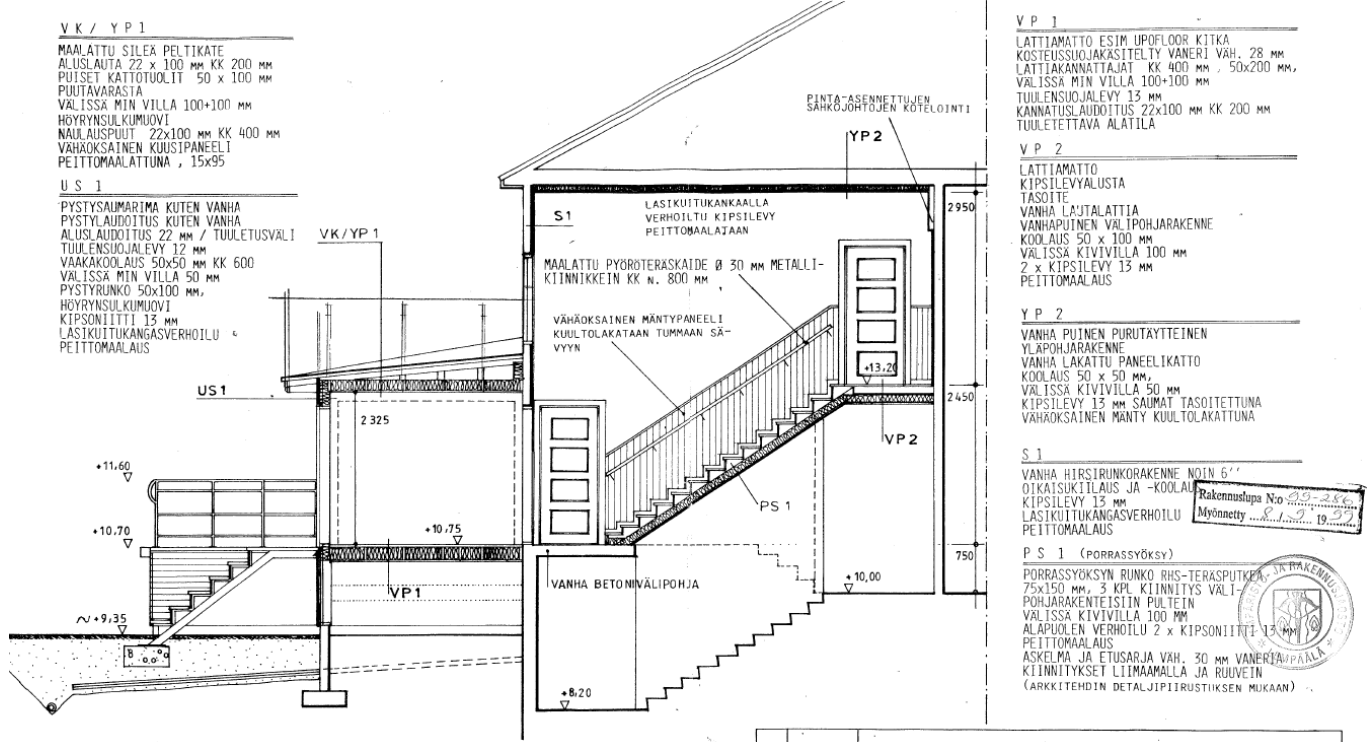 VK/ YP1
MAALATTU SILEÄ PELTIKATE
ALUSLAUTA 22 x 100 MM KK 200 MM
PUISET KATTOTUOLIT 50 x 100 MM
PUUTAVARASTA
VÄLISSÄ MIN VILLA 100+100 MM
HÖYRYNSULKUMUOVI
NAULAUSPUUT 22x100 MM KK 400 MM
VÄHÄOKSAINEN KUUSIPANEELI
PEITTOMAALATTUNA , 15x95
US 1
PYSTYSAUMARIMA KUTEN VANHA
PYSTYLAUDOITUS KUTEN VANHA
ALUSLAUDOITUS 22 MM / TUULETUSVÄLI
TUULENSUOJALEVY 12 MM
VAAKAKOOLAUS 50x50 MM KK 600
VÄLISSÄ MIN VILLA 50 MM
PYSTYRUNKO 50x100 MM,
HÖYRYNSULKUMUOVI
KIPSONIITTI 13 MM
LASIKUITUKANGASVERHOILU
PEITTOMAALAUS
VK/YP1
US1
2 325
+11,60
+10,70
+10,75
~+9,35
VP1
PINTA-ASENNETTUJEN
SÄHKÖJOHTOJEN KOTELOINTI
YP2
S1
LASIKUITUKANKAALLA
VERHOILTU KIPSILEVY
PEITTOMAALATAAN
MAALATTU PYÖRÖTERÄSKAIDE Ø 30 MM METALLI-
KIINNIKKEIN KK N. 800 MM
VÄHÄOKSAINEN MÄNTYPANEELI
KUULTOLAKATAAN TUMMAAN SÄ-
VYYN
2950
+13,20
2 450
VP2
PS 1
VANHA BETONIVÄLIPOHJA
+10,00
750
+8,20
VP 1
LATTIAMATTO ESIM UPOFLOOR KITKA
KOSTEUSSUOJAKÄSITELTY VANERI VÄH. 28 MM
LATTIAKANNATTAJAT KK 400 MM , 50x200 MM,
VÄLISSÄ MIN VILLA 100+100 MM
TUULENSUOJALEVY 13 MM
KANNATUSLAUDOITUS 22x100 MM KK 200 MM
TUULETETTAVA ALATILA
VP 2
LATTIAMATTO
KIPSILEVYALUSTA
TASOITE
VANHA LAUTALATTIA
VANHAPUINEN VÄLIPOHJARAKENNE
KOOLAUS 50 x 100 MM
VÄLISSÄ KIVIVILLA 100 MM
2 x KIPSILEVY 13 MM
PEITTOMAALAUS
YP 2
VANHA PUINEN PURUTÄYTTEINEN
YLÄPOHJARAKENNE
VANHA LAKATTU PANEELIKATTO
KOOLAUS 50 x 50 MM,
VÄLISSÄ KIVIVILLA 50 MM
KIPSILEVY 13 MM SAUMAT TASOITETTUNA
VÄHÄOKSAINEN MÄNTY KUULTOLAKATTUNA
S 1
VANHA HIRSIRUNKORAKENNE NOIN 6''
OIKAISUKIILAUS JA -KOOLAU
KIPSILEVY 13 MM
LASIKUITUKANGASVERHOILU
PEITTOMAALAUS
Rakennuslupa N:o 99-286
Myönnetty 8.1.9 1999
PS 1 (PORRASSYÖKSY)
PORRASSYÖKSYN RUNKO RHS-TERÄSPUTKEA
75x150 MM, 3 KPL KIINNITYS VÄLI-
POHJARAKENTEISIIN PULTEIN
VÄLISSÄ KIVIVILLA 100 MM
ALAPUOLEN VERHOILU 2 x KIPSONIITTI 13 MM
PEITTOMAALAUS
ASKELMA JA ETUSARJA VÄH. 30 MM VANERIA
KIINNITYKSET LIIMAAMALLA JA RUUVEIN
(ARKKITEHDIN DETALJIPIIRUSTUKSEN MUKAAN)